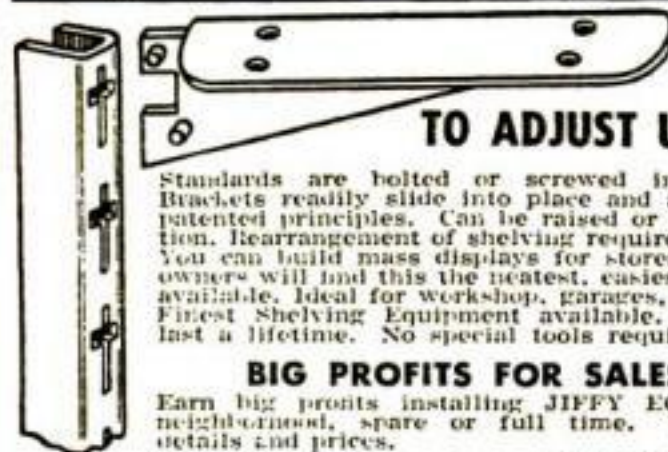 TO ADJUST
Standards are bolted or screwed
Brackets readily slide into place and
patented principles. Can be raised or
tion. Rearrangement of shelving require
You can build mass displays for store
owners will find this the neatest, easie
available. Ideal for workshop, garages,
Finest Shelving Equipment available.
last a lifetime. No special tools requi
BIG PROFITS FOR SALE
Earn big profits installing JIFFY
neighborhood, spare or full time.
details and prices.